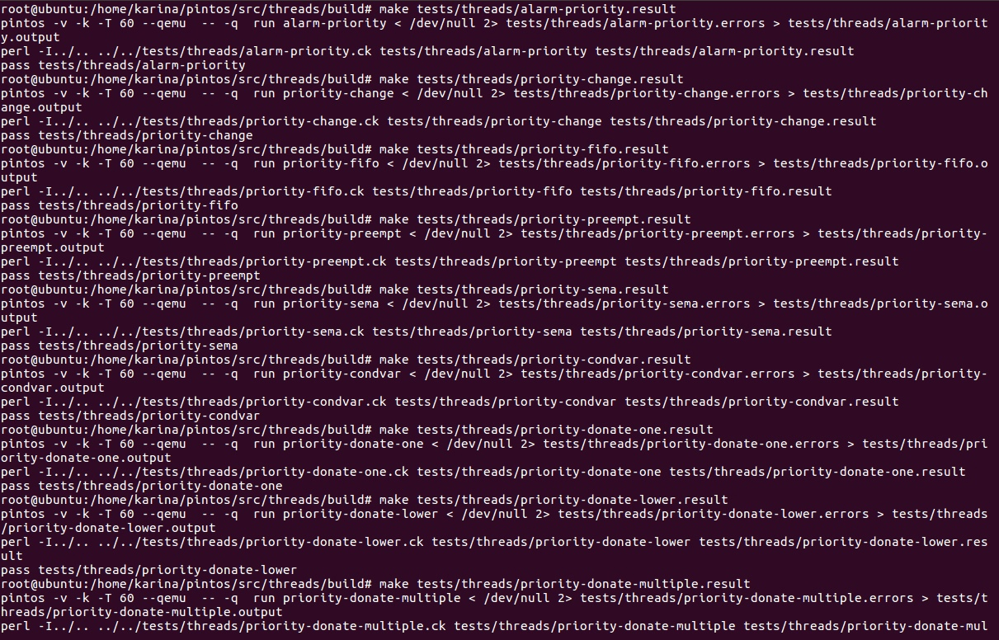 root@ubuntu:/home/karina/pintos/src/threads/build# make tests/threads/alarm-priority.result
pintos -v -k -T 60 --qemu  -- -q  run alarm-priority < /dev/null 2> tests/threads/alarm-priority.errors > tests/threads/alarm-priorit
y.output
perl -I../.. ../../tests/threads/alarm-priority.ck tests/threads/alarm-priority tests/threads/alarm-priority.result
pass tests/threads/alarm-priority
root@ubuntu:/home/karina/pintos/src/threads/build# make tests/threads/priority-change.result
pintos -v -k -T 60 --qemu  -- -q  run priority-change < /dev/null 2> tests/threads/priority-change.errors > tests/threads/priority-ch
ange.output
perl -I../.. ../../tests/threads/priority-change.ck tests/threads/priority-change tests/threads/priority-change.result
pass tests/threads/priority-change
root@ubuntu:/home/karina/pintos/src/threads/build# make tests/threads/priority-fifo.result
pintos -v -k -T 60 --qemu  -- -q  run priority-fifo < /dev/null 2> tests/threads/priority-fifo.errors > tests/threads/priority-fifo.o
utput
perl -I../.. ../../tests/threads/priority-fifo.ck tests/threads/priority-fifo tests/threads/priority-fifo.result
pass tests/threads/priority-fifo
root@ubuntu:/home/karina/pintos/src/threads/build# make tests/threads/priority-preempt.result
pintos -v -k -T 60 --qemu  -- -q  run priority-preempt < /dev/null 2> tests/threads/priority-preempt.errors > tests/threads/priority-
preempt.output
perl -I../.. ../../tests/threads/priority-preempt.ck tests/threads/priority-preempt tests/threads/priority-preempt.result
pass tests/threads/priority-preempt
root@ubuntu:/home/karina/pintos/src/threads/build# make tests/threads/priority-sema.result
pintos -v -k -T 60 --qemu  -- -q  run priority-sema < /dev/null 2> tests/threads/priority-sema.errors > tests/threads/priority-sema.o
utput
perl -I../.. ../../tests/threads/priority-sema.ck tests/threads/priority-sema tests/threads/priority-sema.result
pass tests/threads/priority-sema
root@ubuntu:/home/karina/pintos/src/threads/build# make tests/threads/priority-condvar.result
pintos -v -k -T 60 --qemu  -- -q  run priority-condvar < /dev/null 2> tests/threads/priority-condvar.errors > tests/threads/priority-
condvar.output
perl -I../.. ../../tests/threads/priority-condvar.ck tests/threads/priority-condvar tests/threads/priority-condvar.result
pass tests/threads/priority-condvar
root@ubuntu:/home/karina/pintos/src/threads/build# make tests/threads/priority-donate-one.result
pintos -v -k -T 60 --qemu  -- -q  run priority-donate-one < /dev/null 2> tests/threads/priority-donate-one.errors > tests/threads/pri
ority-donate-one.output
perl -I../.. ../../tests/threads/priority-donate-one.ck tests/threads/priority-donate-one tests/threads/priority-donate-one.result
pass tests/threads/priority-donate-one
root@ubuntu:/home/karina/pintos/src/threads/build# make tests/threads/priority-donate-lower.result
pintos -v -k -T 60 --qemu  -- -q  run priority-donate-lower < /dev/null 2> tests/threads/priority-donate-lower.errors > tests/threads
/priority-donate-lower.output
perl -I../.. ../../tests/threads/priority-donate-lower.ck tests/threads/priority-donate-lower tests/threads/priority-donate-lower.res
ult
pass tests/threads/priority-donate-lower
root@ubuntu:/home/karina/pintos/src/threads/build# make tests/threads/priority-donate-multiple.result
pintos -v -k -T 60 --qemu  -- -q  run priority-donate-multiple < /dev/null 2> tests/threads/priority-donate-multiple.errors > tests/t
hreads/priority-donate-multiple.output
perl -I../.. ../../tests/threads/priority-donate-multiple.ck tests/threads/priority-donate-multiple tests/threads/priority-donate-mul